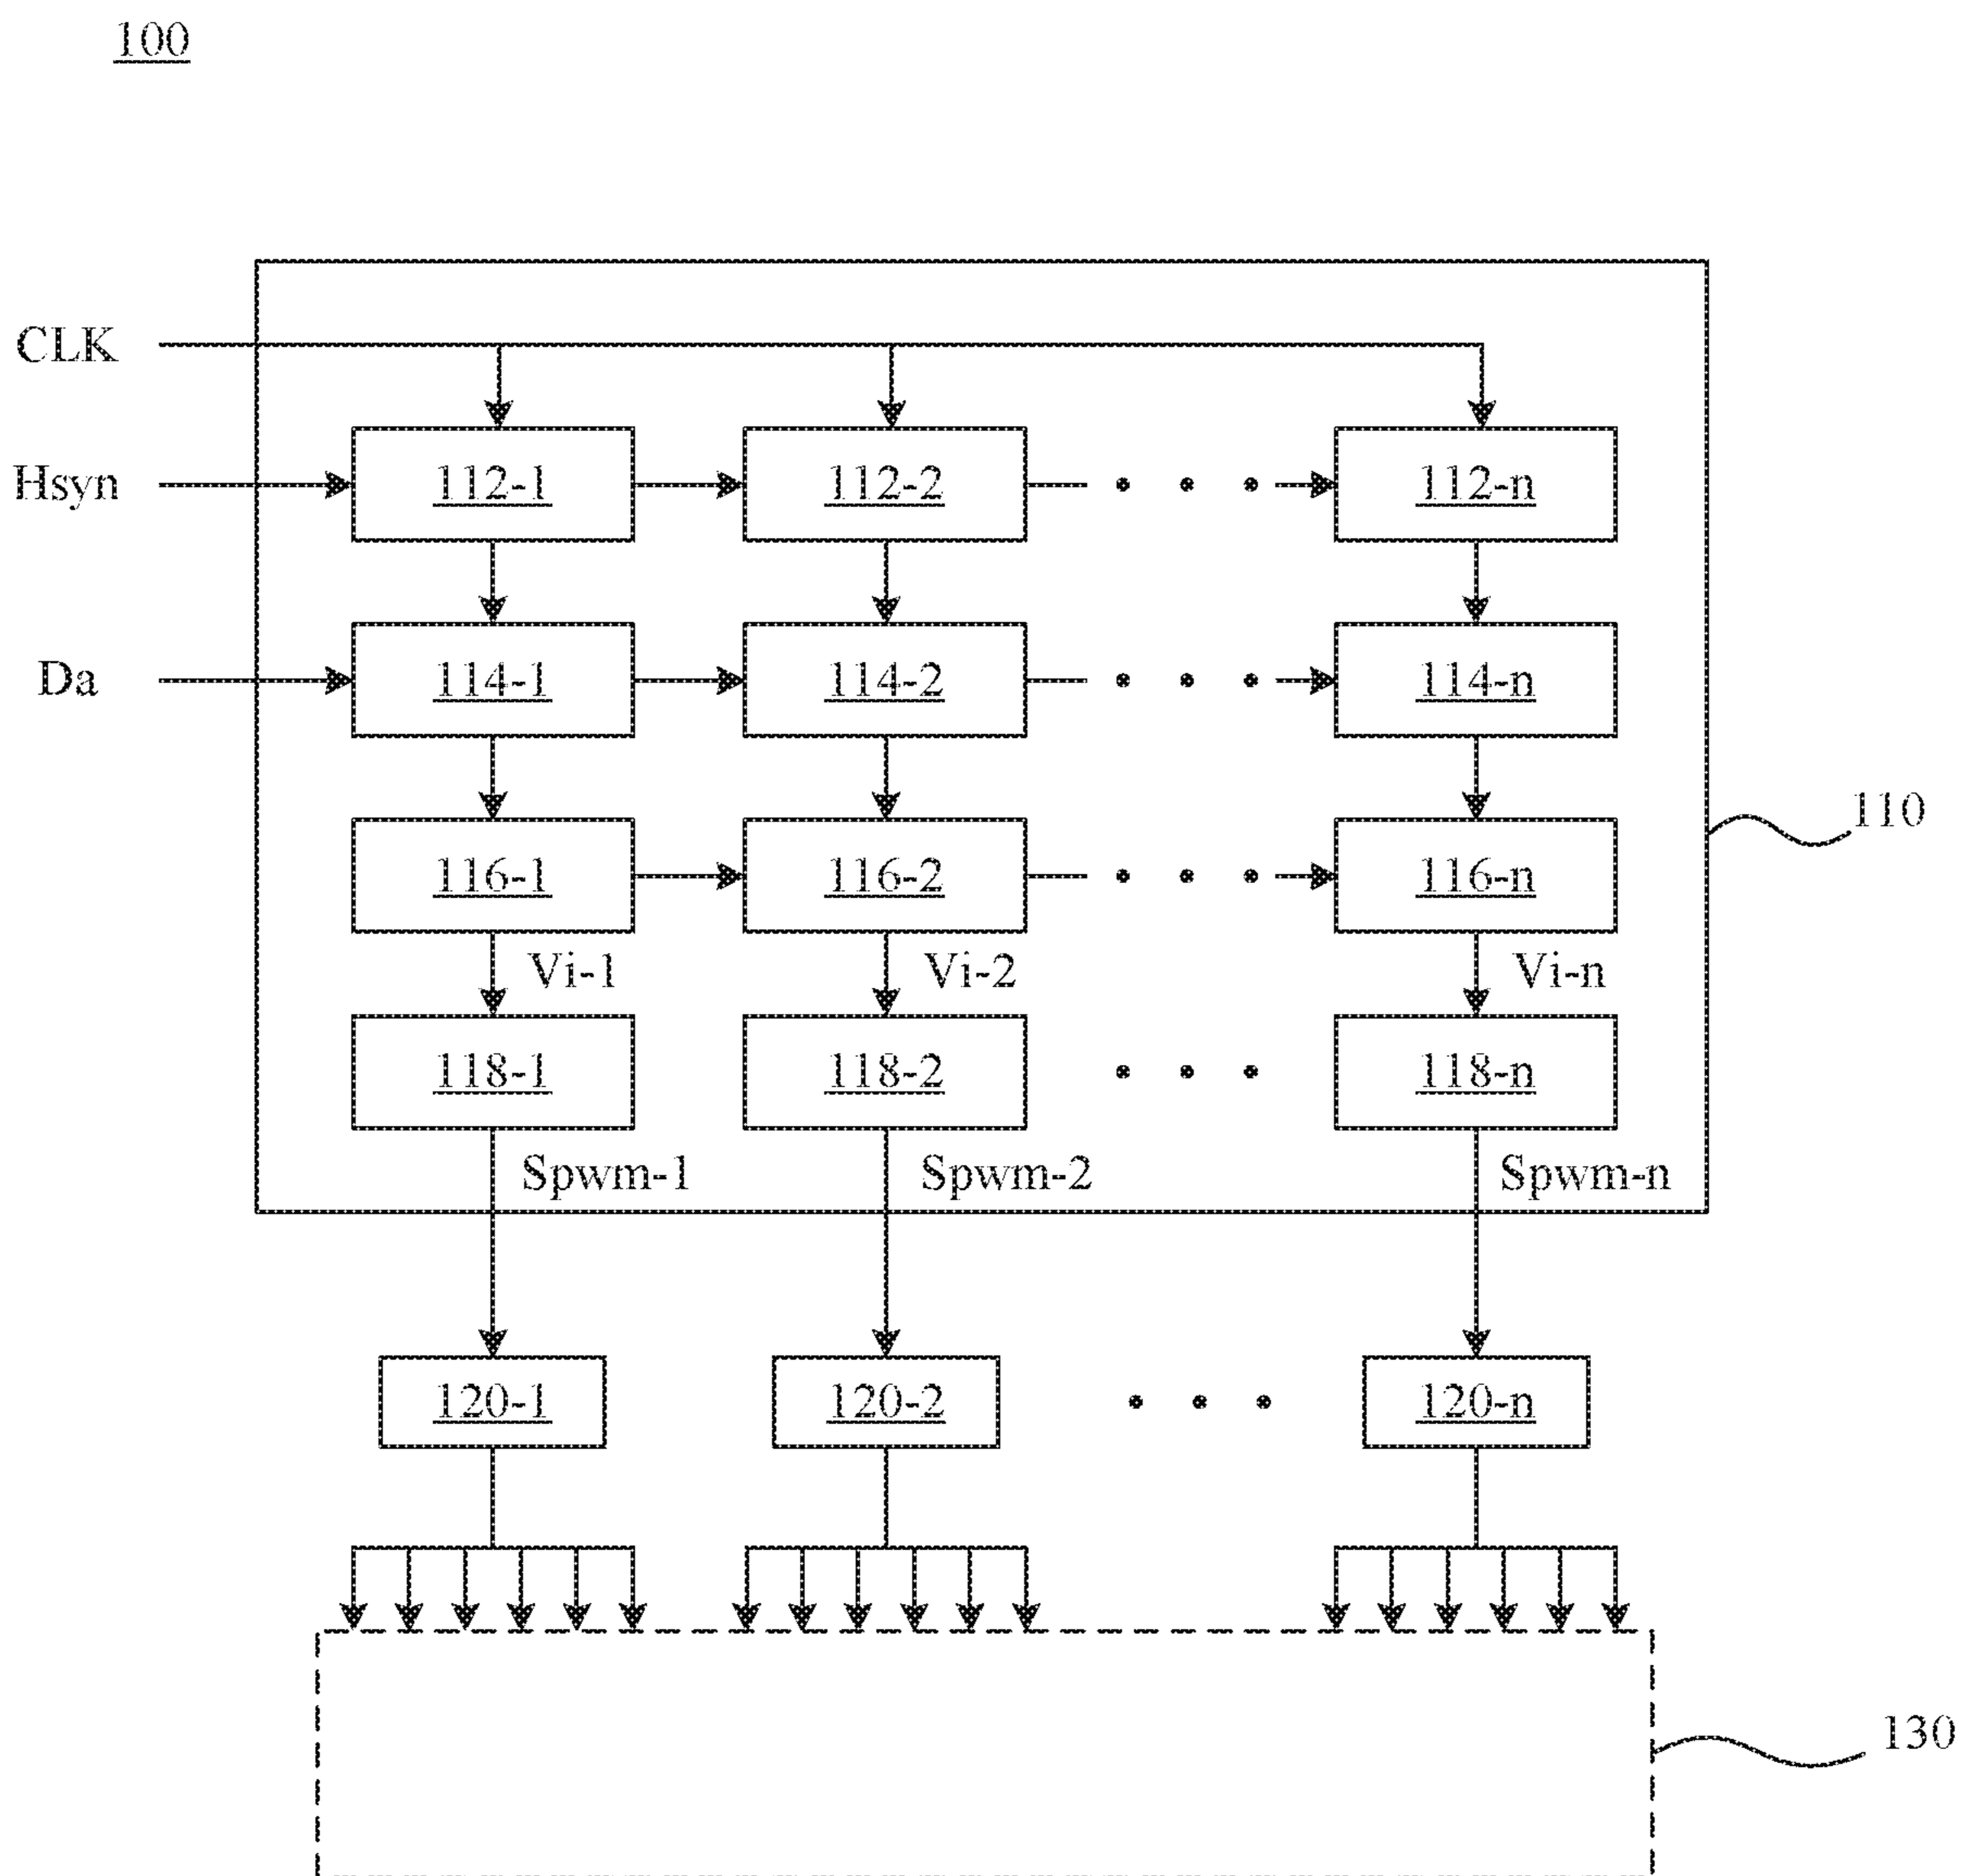 100
CLK
Hsyn 112-1 112-2 112-n
Da 114-1 114-2 114-n
110
116-1 116-2 116-n
Vi-1 Vi-2 Vi-n
118-1 118-2 118-n
Spwm-1 Spwm-2 Spwm-n
120-1 120-2 120-n
130